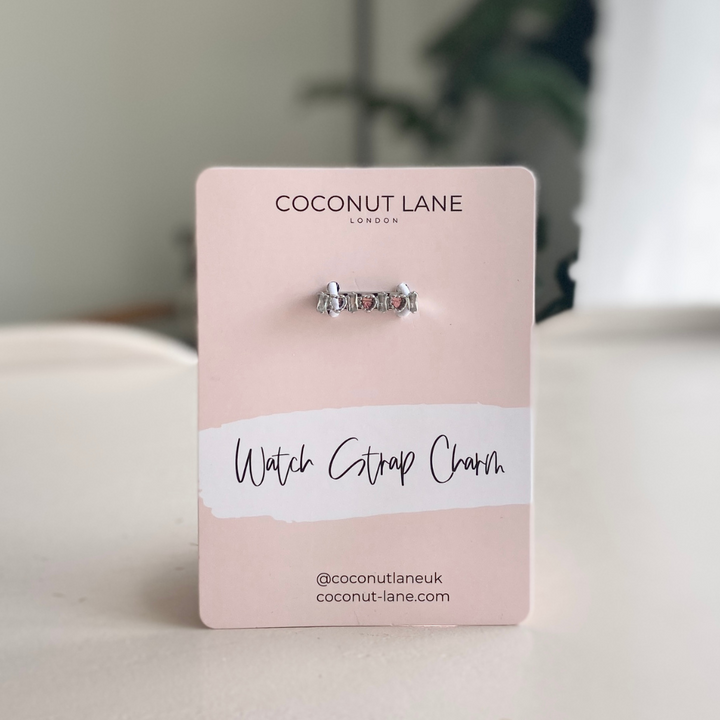 COCONUT LANE
LONDON
Watch Strap Charm
@coconutlaneuk
coconut-lane.com